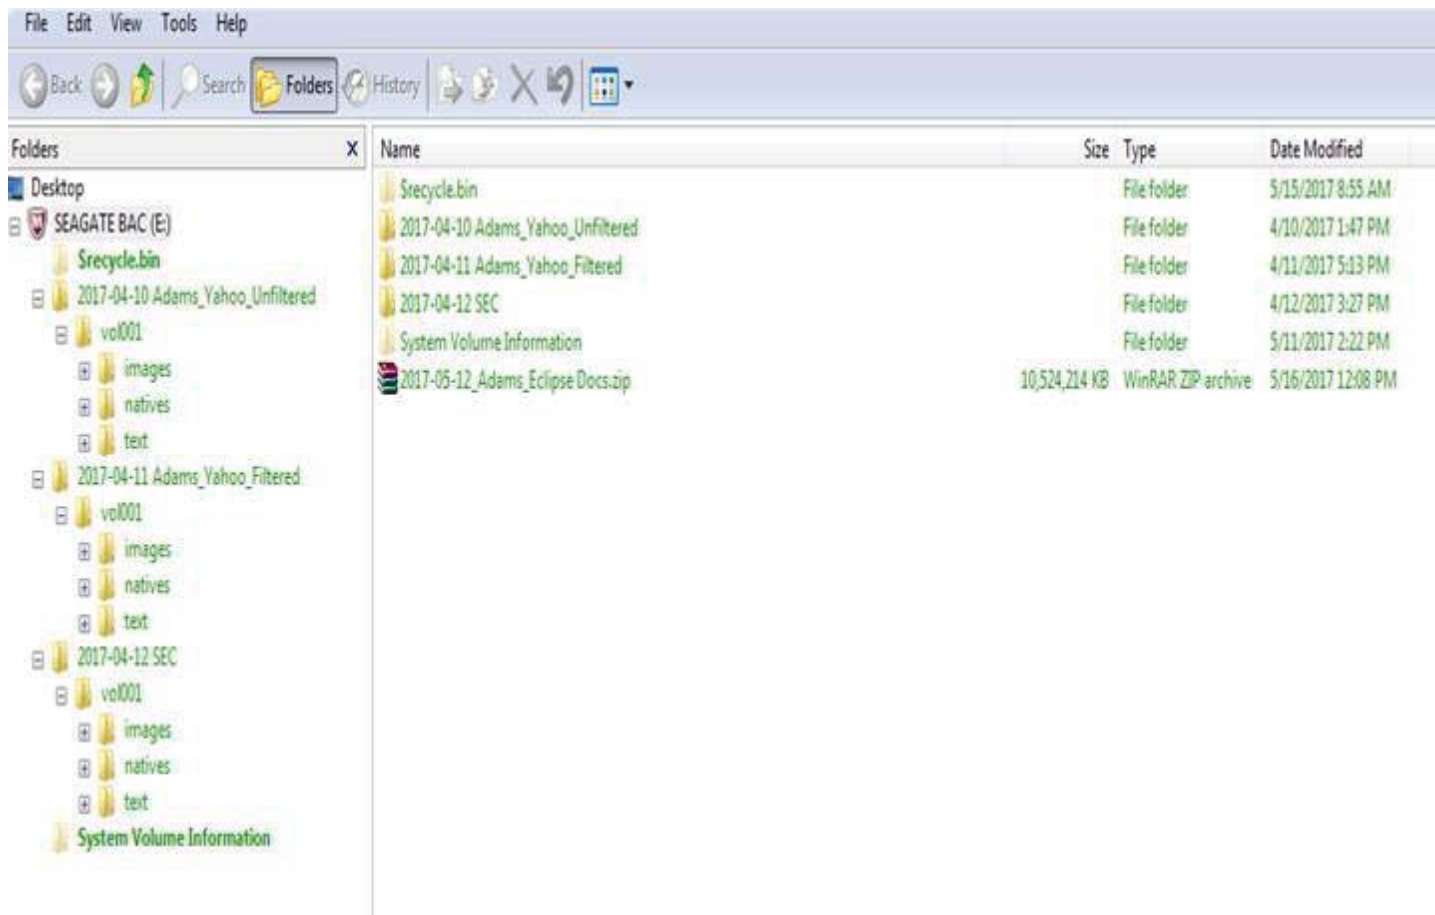 File Edit View Tools Help
Back Search Folders History
Folders X
Desktop
SEAGATE BAC (E:)
$recycle.bin
2017-04-10 Adams_Yahoo_Unfiltered
vol001
images
natives
text
2017-04-11 Adams_Yahoo_Filtered
vol001
images
natives
text
2017-04-12 SEC
vol001
images
natives
text
System Volume Information
Name Size Type Date Modified
$recycle.bin File folder 5/15/2017 8:55 AM
2017-04-10 Adams_Yahoo_Unfiltered File folder 4/10/2017 1:47 PM
2017-04-11 Adams_Yahoo_Filtered File folder 4/11/2017 5:13 PM
2017-04-12 SEC File folder 4/12/2017 3:27 PM
System Volume Information File folder 5/11/2017 2:22 PM
2017-05-12_Adams_Eclipse Docs.zip 10,524,214 KB WinRAR ZIP archive 5/16/2017 12:08 PM